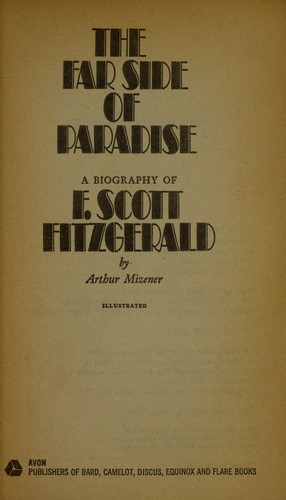 THE
FAR SIDE
OF
PARADISE
A BIOGRAPHY OF
F. SCOTT
FITZGERALD
by
Arthur Mizener
ILLUSTRATED
AVON
PUBLISHERS OF BARD, CAMELOT, DISCUS, EQUINOX AND FLARE BOOKS